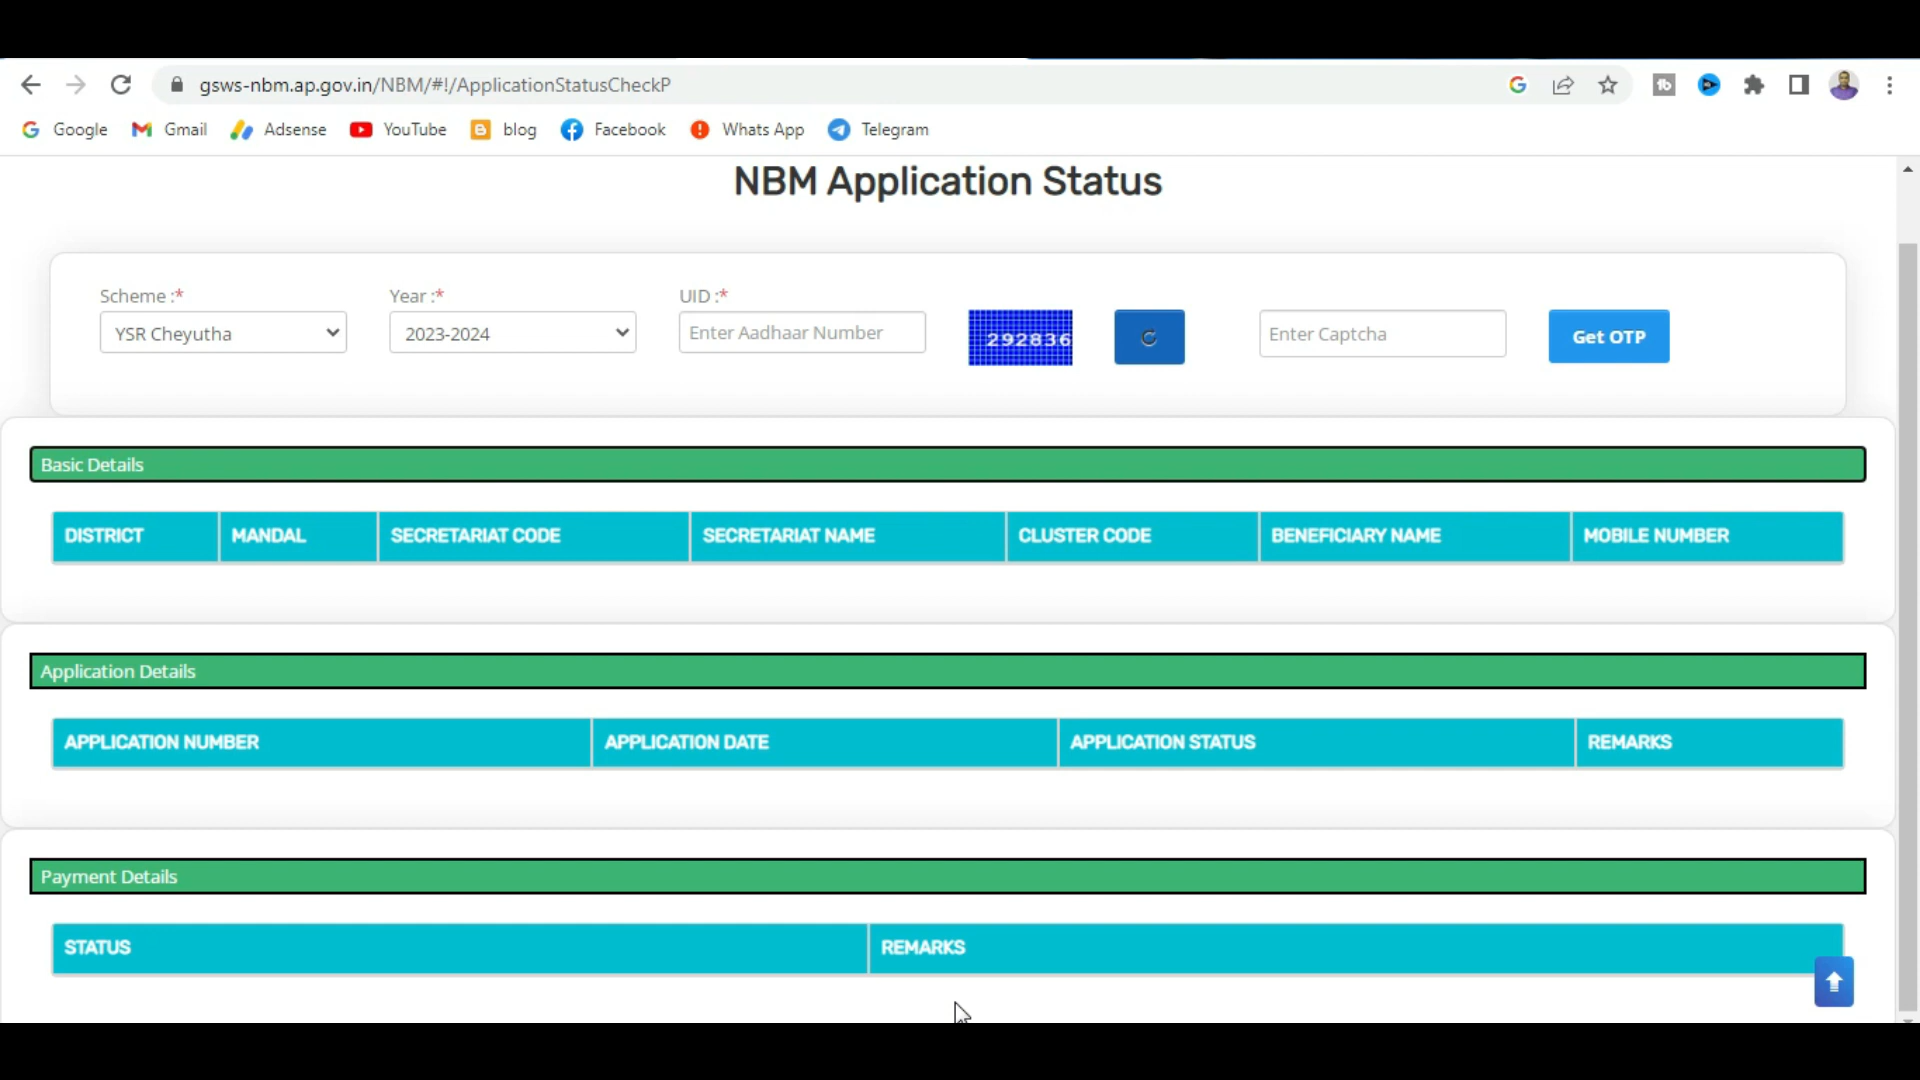 gsws-nbm.ap.gov.in/NBM/#!/ApplicationStatusCheckP
Google Gmail Adsense YouTube blog Facebook Whats App Telegram
NBM Application Status
Scheme :* Year :* UID :*
YSR Cheyutha 2023-2024 Enter Aadhaar Number 292836 Enter Captcha Get OTP
Basic Details
DISTRICT MANDAL SECRETARIAT CODE SECRETARIAT NAME CLUSTER CODE BENEFICIARY NAME MOBILE NUMBER
Application Details
APPLICATION NUMBER APPLICATION DATE APPLICATION STATUS REMARKS
Payment Details
STATUS REMARKS